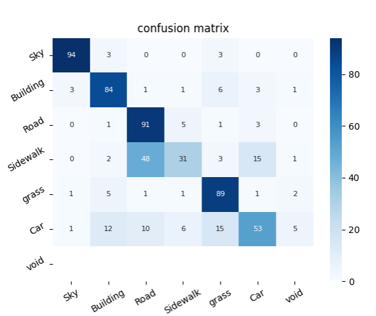 confusion matrix
Sky 94 3 0 0 3 0 0
Building 3 84 1 1 6 3 1
Road 0 1 91 5 1 3 0
Sidewalk 0 2 48 31 3 15 1
grass 1 5 1 1 89 1 2
Car 1 12 10 6 15 53 5
void
Sky Building Road Sidewalk grass Car void
80
60
40
20
0